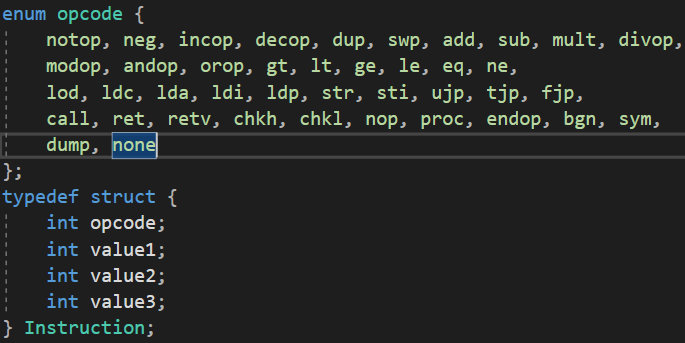 enum opcode {
notop, neg, incop, decop, dup, swp, add, sub, mult, divop,
modop, andop, orop, gt, lt, ge, le, eq, ne,
lod, ldc, lda, ldi, ldp, str, sti, ujp, tjp, fjp,
call, ret, retv, chkh, chkl, nop, proc, endop, bgn, sym,
dump, none
};
typedef struct {
int opcode;
int value1;
int value2;
int value3;
} Instruction;